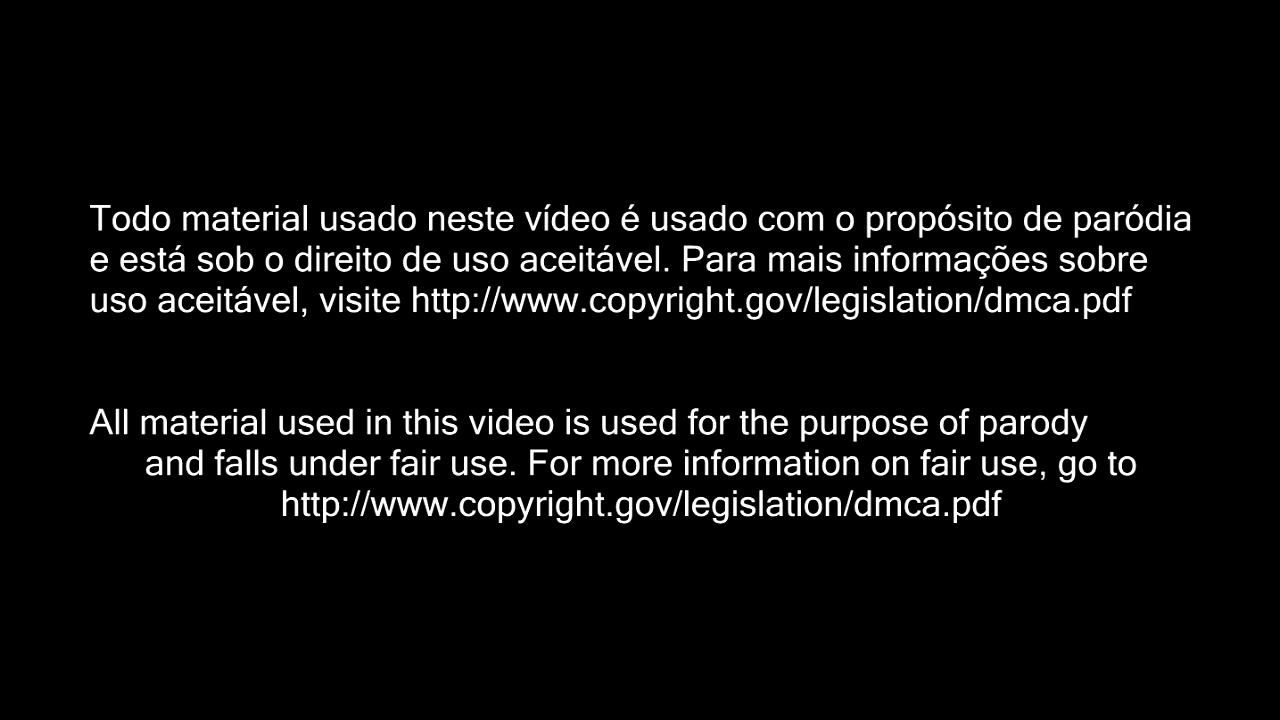 Todo material usado neste vídeo é usado com o propósito de paródia
e está sob o direito de uso aceitável. Para mais informações sobre
uso aceitável, visite http://www.copyright.gov/legislation/dmca.pdf
All material used in this video is used for the purpose of parody
and falls under fair use. For more information on fair use, go to
http://www.copyright.gov/legislation/dmca.pdf